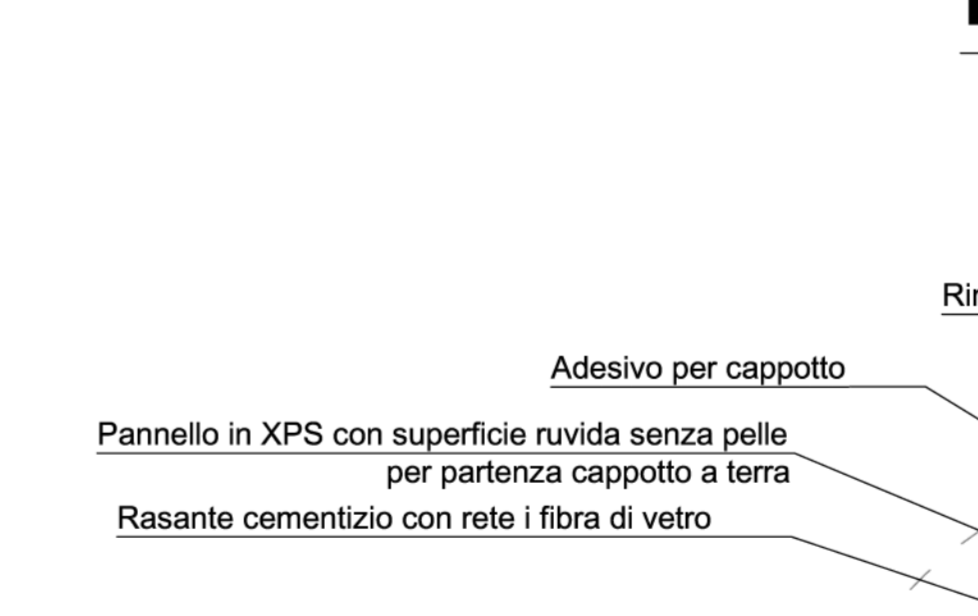 Adesivo per cappotto
Pannello in XPS con superficie ruvida senza pelle
per partenza cappotto a terra
Rasante cementizio con rete i fibra di vetro